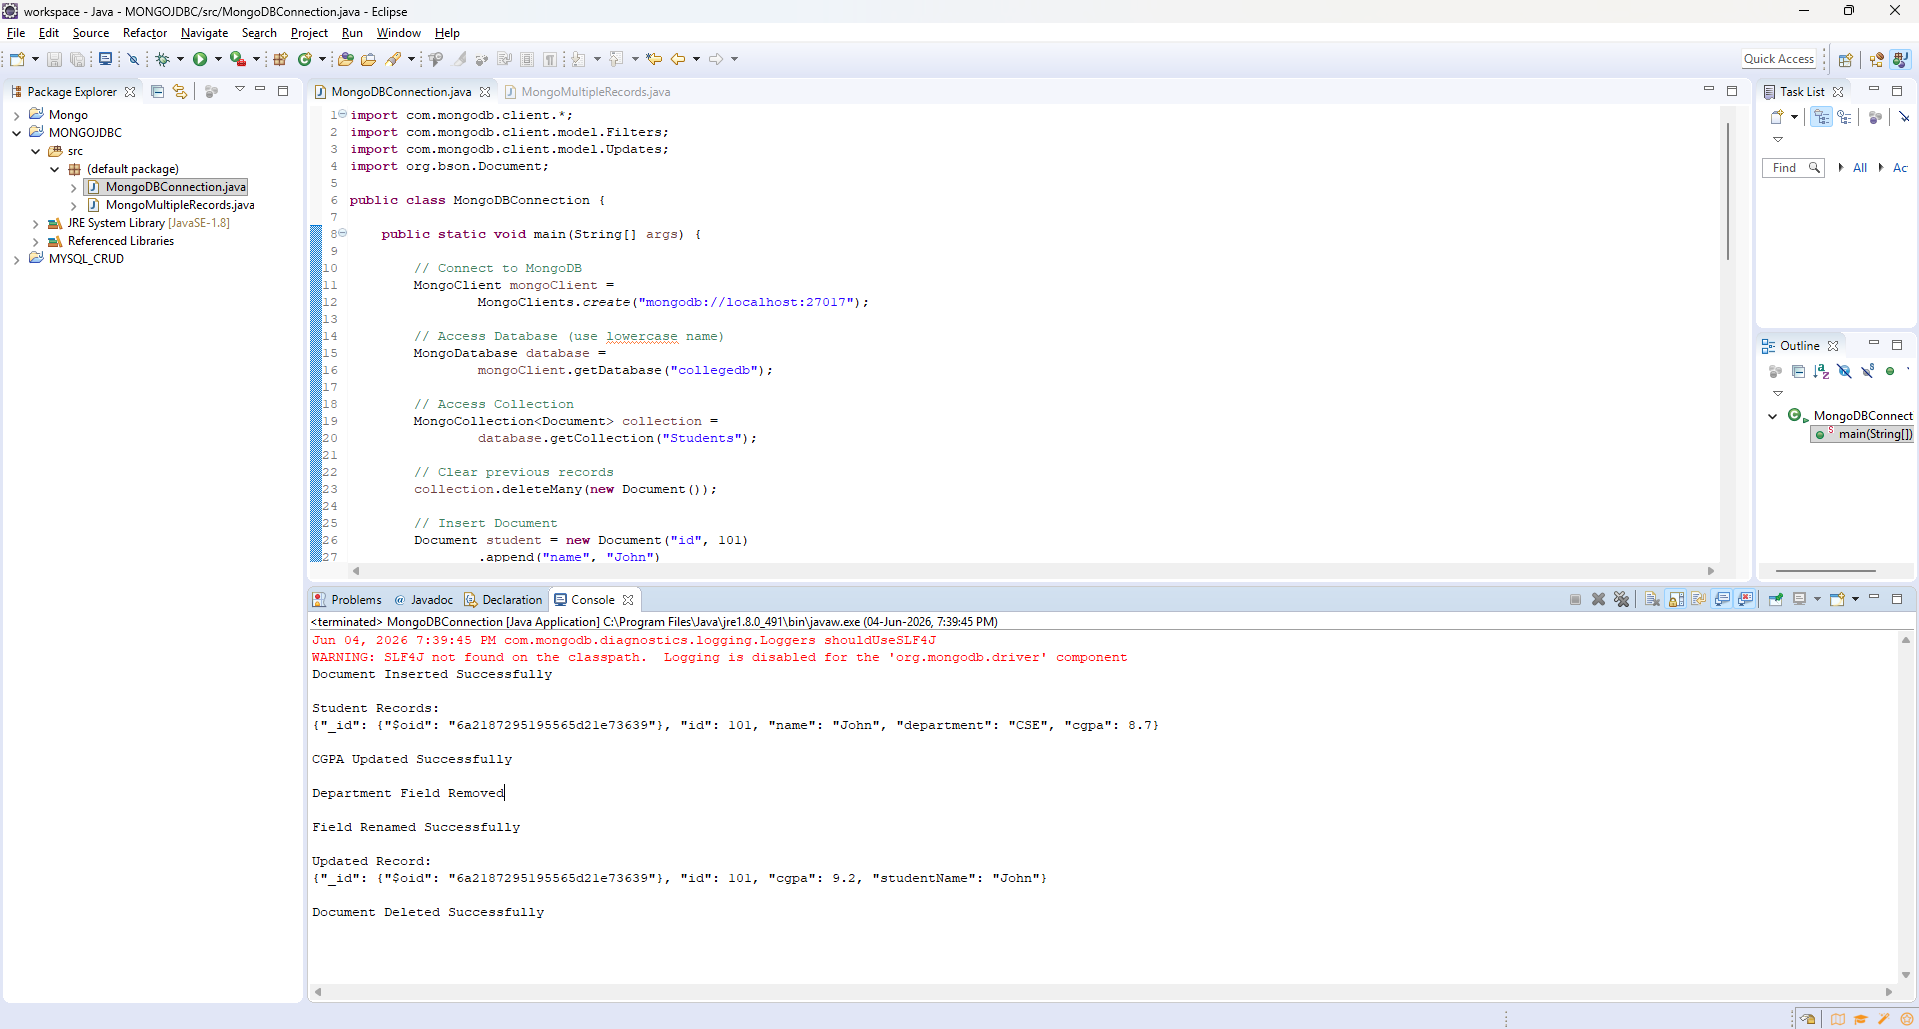 workspace - Java - MONGOJDBC/src/MongoDBConnection.java - Eclipse
File Edit Source Refactor Navigate Search Project Run Window Help
Quick Access
Package Explorer
Mongo
MONGOJDBC
src
(default package)
MongoDBConnection.java
MongoMultipleRecords.java
JRE System Library [JavaSE-1.8]
Referenced Libraries
MYSQL_CRUD
MongoDBConnection.java MongoMultipleRecords.java
1 import com.mongodb.client.*;
2 import com.mongodb.client.model.Filters;
3 import com.mongodb.client.model.Updates;
4 import org.bson.Document;
5
6 public class MongoDBConnection {
7
8 public static void main(String[] args) {
9
10 // Connect to MongoDB
11 MongoClient mongoClient =
12 MongoClients.create("mongodb://localhost:27017");
13
14 // Access Database (use lowercase name)
15 MongoDatabase database =
16 mongoClient.getDatabase("collegedb");
17
18 // Access Collection
19 MongoCollection<Document> collection =
20 database.getCollection("Students");
21
22 // Clear previous records
23 collection.deleteMany(new Document());
24
25 // Insert Document
26 Document student = new Document("id", 101)
27 .append("name", "John")
Task List
Find All Ac
Outline
MongoDBConnect
main(String[])
Problems Javadoc Declaration Console
<terminated> MongoDBConnection [Java Application] C:\Program Files\Java\jre1.8.0_491\bin\javaw.exe (04-Jun-2026, 7:39:45 PM)
Jun 04, 2026 7:39:45 PM com.mongodb.diagnostics.logging.Loggers shouldUseSLF4J
WARNING: SLF4J not found on the classpath.  Logging is disabled for the 'org.mongodb.driver' component
Document Inserted Successfully
Student Records:
{"_id": {"$oid": "6a2187295195565d21e73639"}, "id": 101, "name": "John", "department": "CSE", "cgpa": 8.7}
CGPA Updated Successfully
Department Field Removed
Field Renamed Successfully
Updated Record:
{"_id": {"$oid": "6a2187295195565d21e73639"}, "id": 101, "cgpa": 9.2, "studentName": "John"}
Document Deleted Successfully